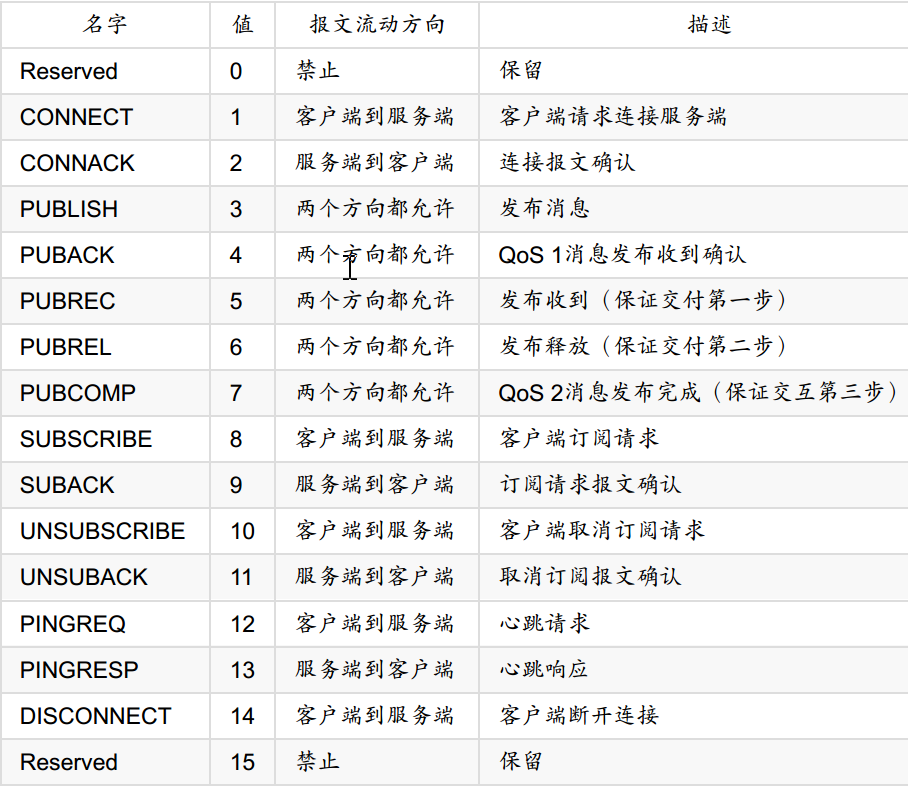 名字 值 报文流动方向 描述
Reserved 0 禁止 保留
CONNECT 1 客户端到服务端 客户端请求连接服务端
CONNACK 2 服务端到客户端 连接报文确认
PUBLISH 3 两个方向都允许 发布消息
PUBACK 4 两个方向都允许 QoS 1消息发布收到确认
PUBREC 5 两个方向都允许 发布收到（保证交付第一步）
PUBREL 6 两个方向都允许 发布释放（保证交付第二步）
PUBCOMP 7 两个方向都允许 QoS 2消息发布完成（保证交互第三步）
SUBSCRIBE 8 客户端到服务端 客户端订阅请求
SUBACK 9 服务端到客户端 订阅请求报文确认
UNSUBSCRIBE 10 客户端到服务端 客户端取消订阅请求
UNSUBACK 11 服务端到客户端 取消订阅报文确认
PINGREQ 12 客户端到服务端 心跳请求
PINGRESP 13 服务端到客户端 心跳响应
DISCONNECT 14 客户端到服务端 客户端断开连接
Reserved 15 禁止 保留